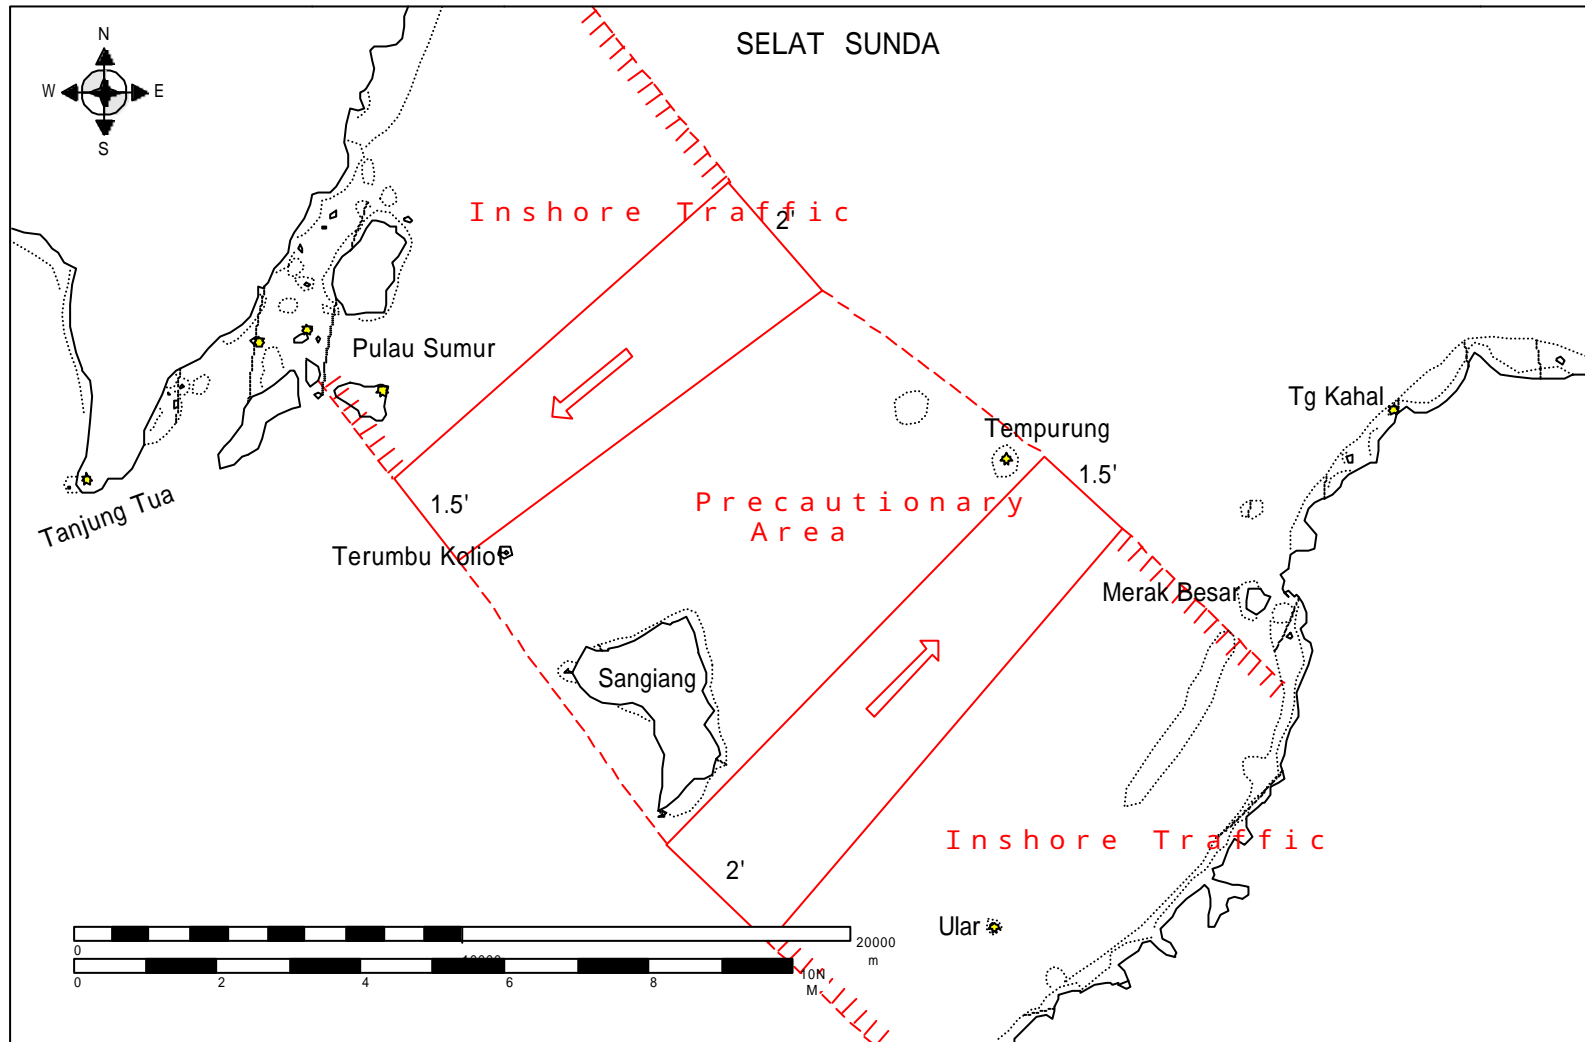 SELAT SUNDA
N
W
E
S
Inshore Traffic
2'
Pulau Sumur
Tg Kahal
Tempurung
1.5'
Precautionary
Area
1.5'
Tanjung Tua
Terumbu Koliot
Merak Besar
Sangiang
Inshore Traffic
2'
Ular
0
10000
20000
m
0
2
4
6
8
10N
M.